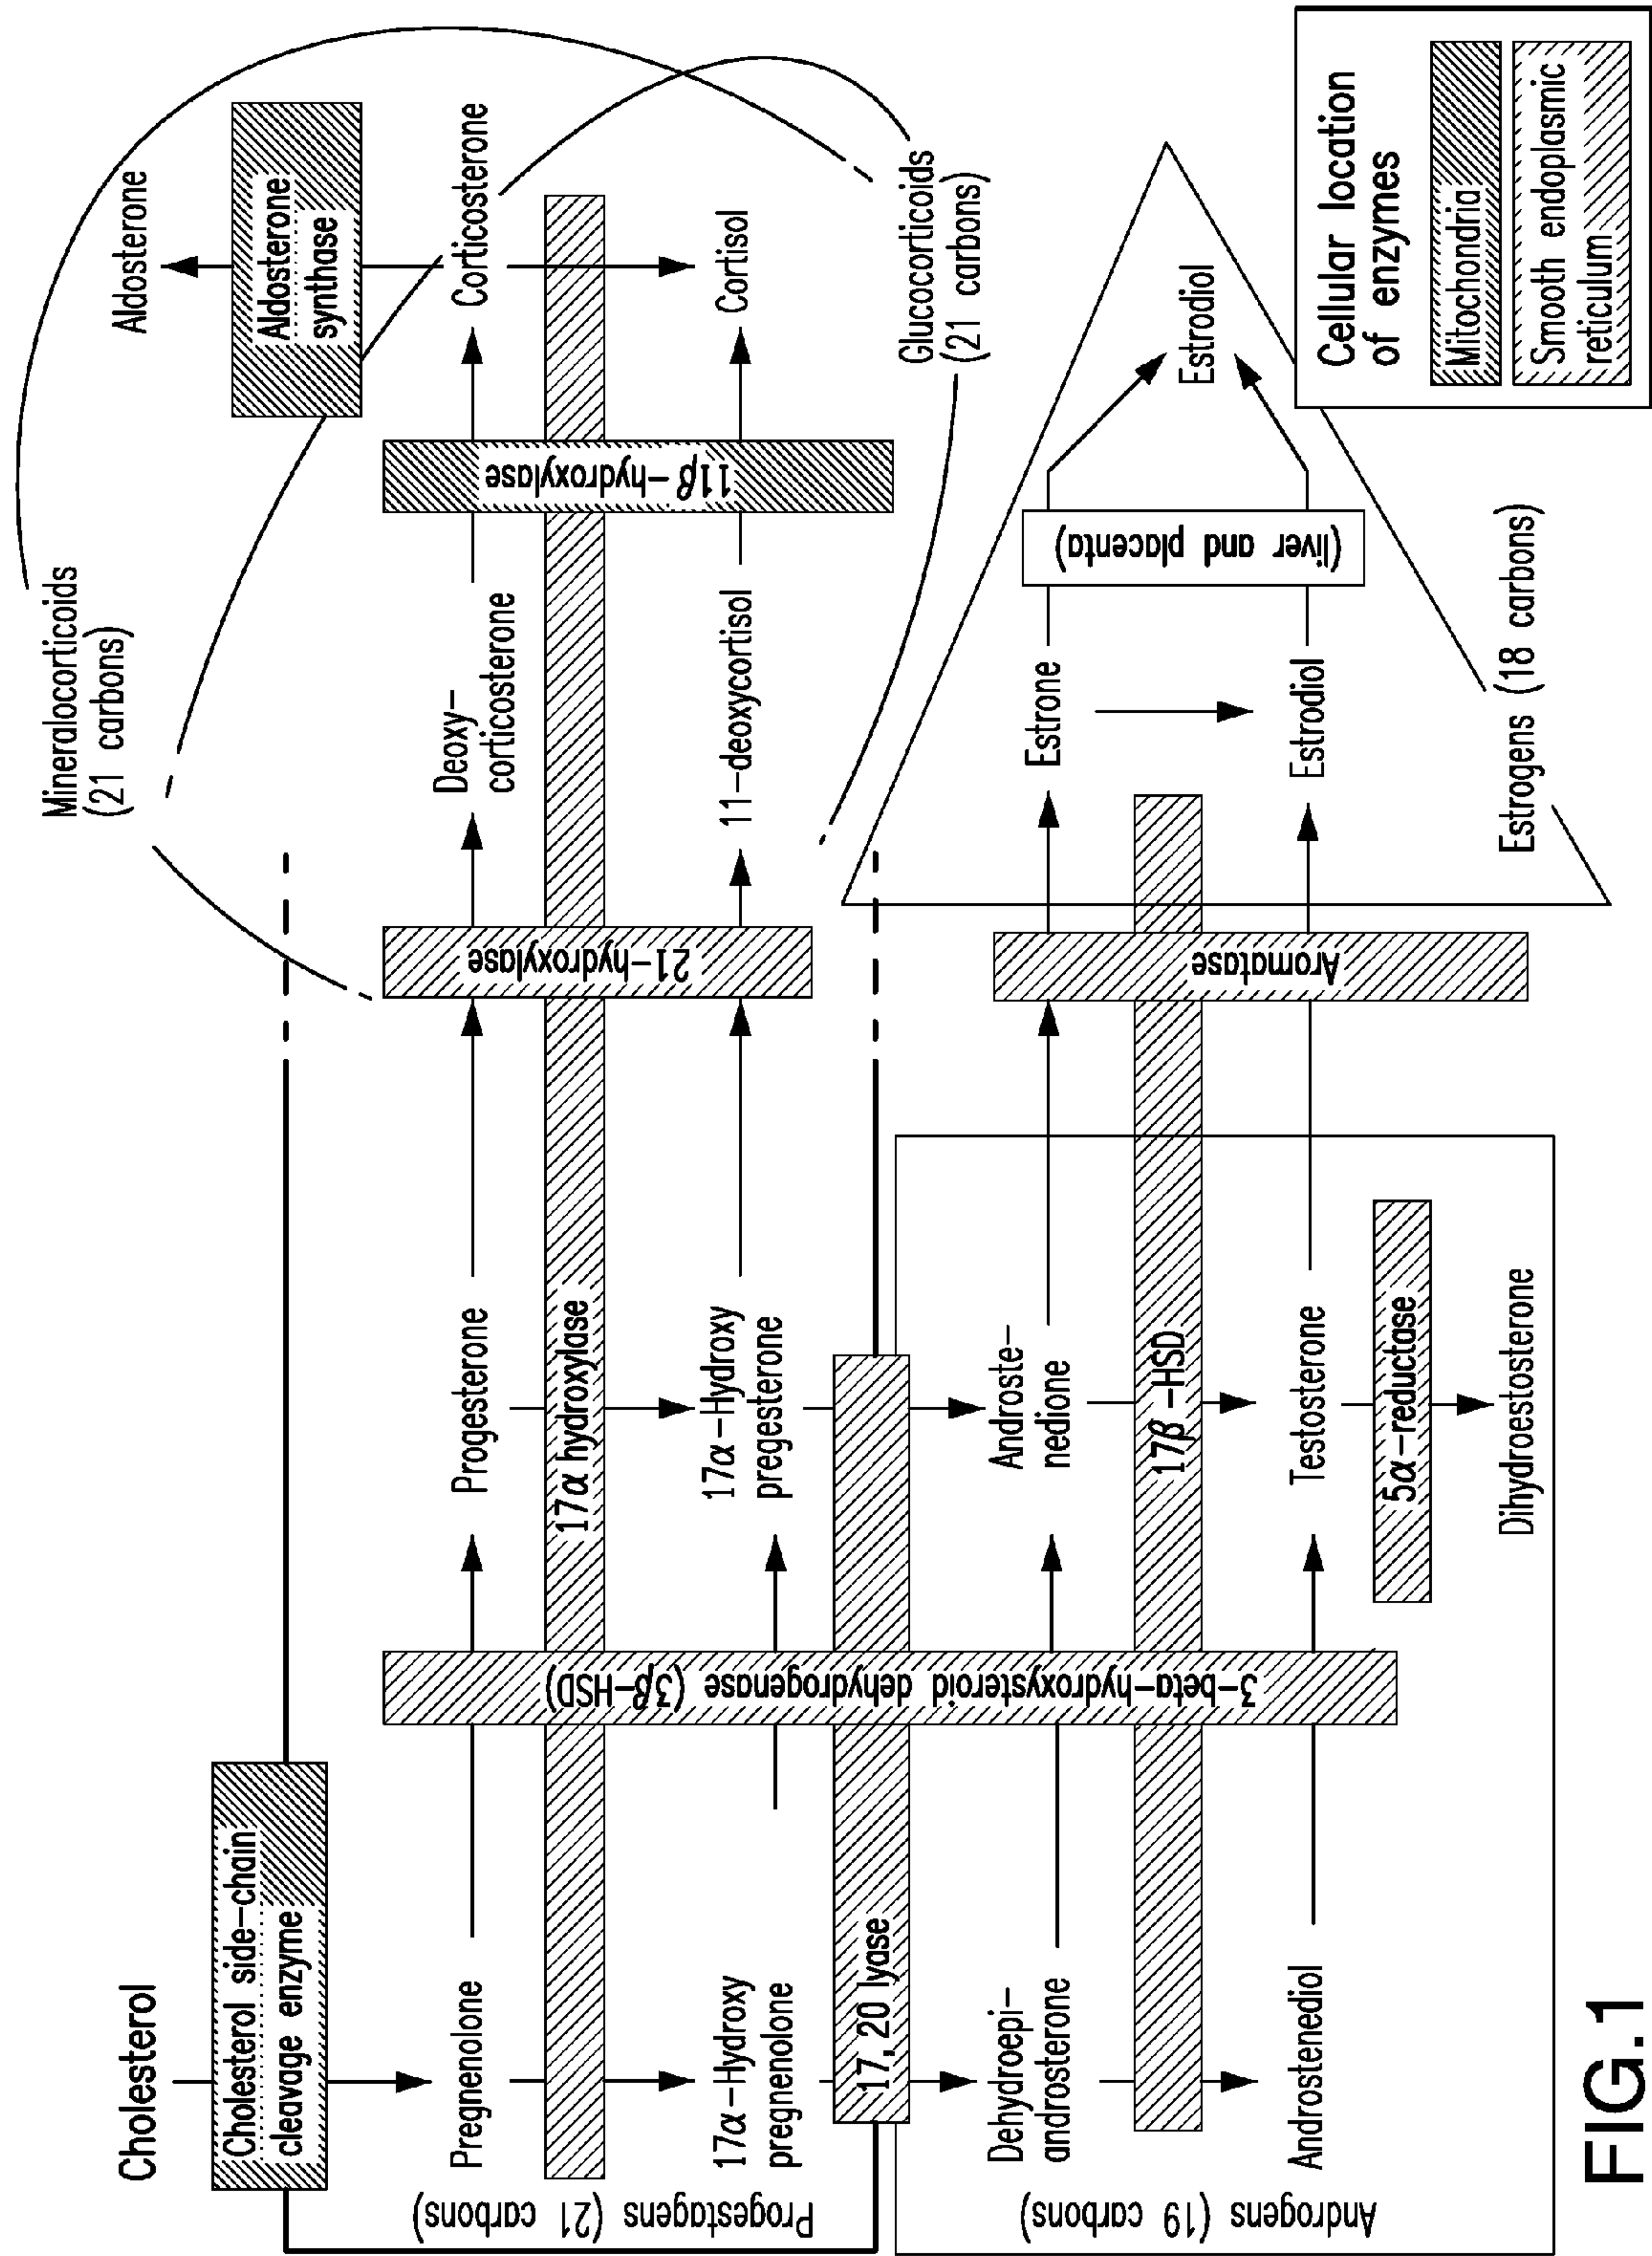 Cholesterol
Cholesterol side-chain
cleavage enzyme
Mineralocorticoids
(21 carbons)
Aldosterone
Aldosterone
synthase
Progestagens (21 carbons)
Pregnenolone
Progesterone
Deoxy-
corticosterone
Corticosterone
17α hydroxylase
21-hydroxylase
11β-hydroxylase
17α-Hydroxy
pregnenolone
17α-Hydroxy
pregesterone
11-deoxycortisol
Cortisol
3-beta-hydroxysteroid dehydrogenase (3β-HSD)
17, 20 lyase
Glucocorticoids
(21 carbons)
Androgens (19 carbons)
Dehydroepi-
androsterone
Androste-
nedione
Estrone
17β-HSD
Aromatase
(liver and placenta)
Estrodiol
Androstenediol
Testosterone
Estrodiol
5α-reductase
Dihydroestosterone
Estrogens (18 carbons)
Cellular location
of enzymes
Mitochondria
Smooth endoplasmic
reticulum
FIG.1